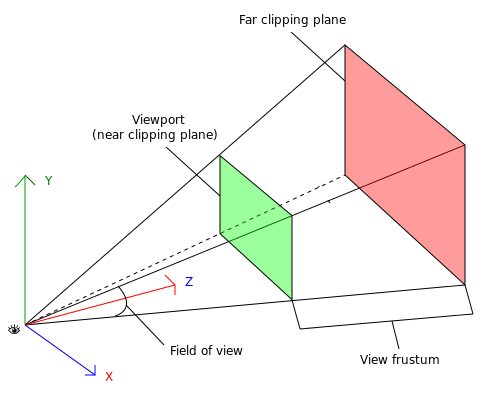 Far clipping plane
Viewport
(near clipping plane)
Y
Z
Field of view
View frustum
X